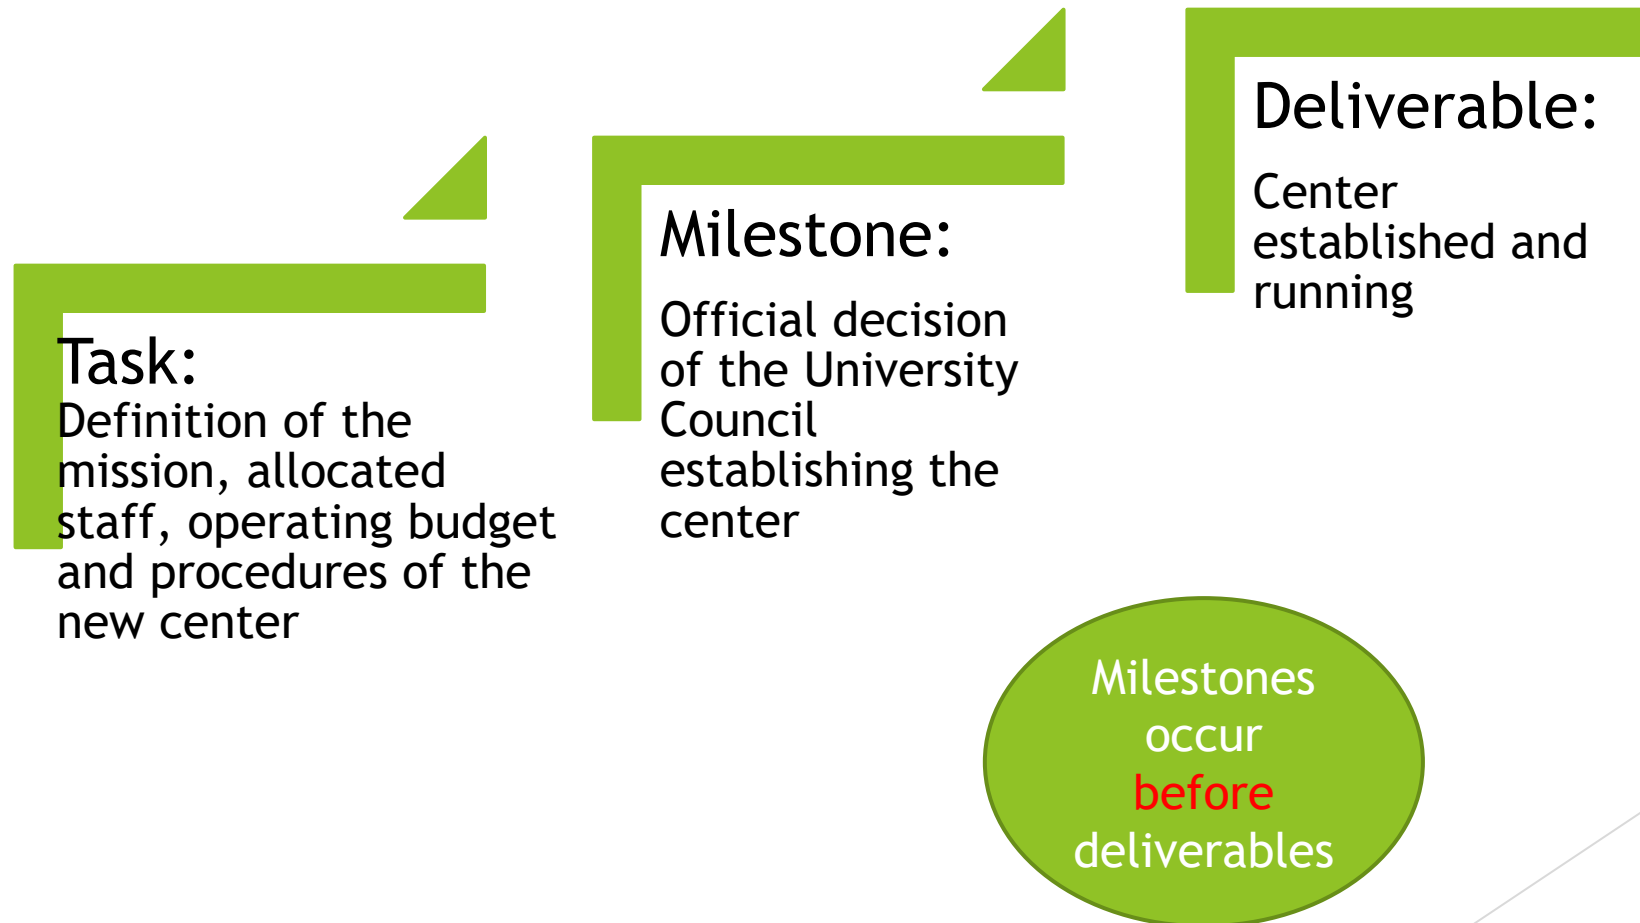 Task:
Definition of the
mission, allocated
staff, operating budget
and procedures of the
new center
Milestone:
Official decision
of the University
Council
establishing the
center
Deliverable:
Center
established and
running
Milestones
occur
before
deliverables